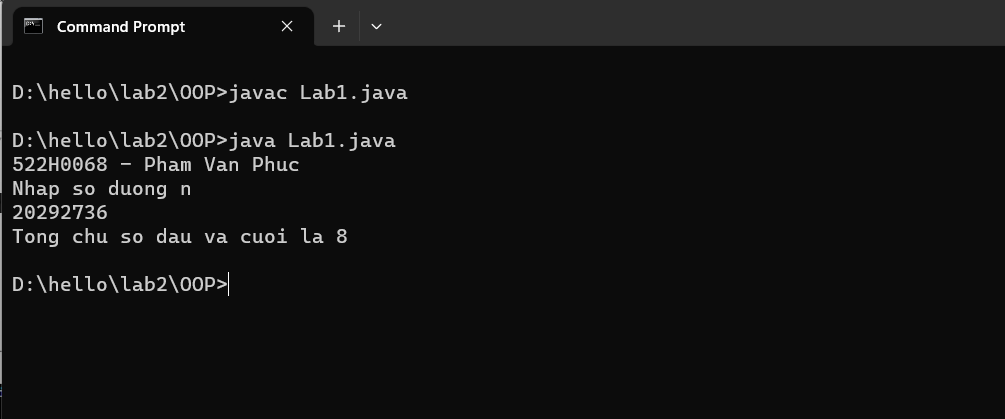 Command Prompt
D:\hello\lab2\OOP>javac Lab1.java
D:\hello\lab2\OOP>java Lab1.java
522H0068 - Pham Van Phuc
Nhap so duong n
20292736
Tong chu so dau va cuoi la 8
D:\hello\lab2\OOP>